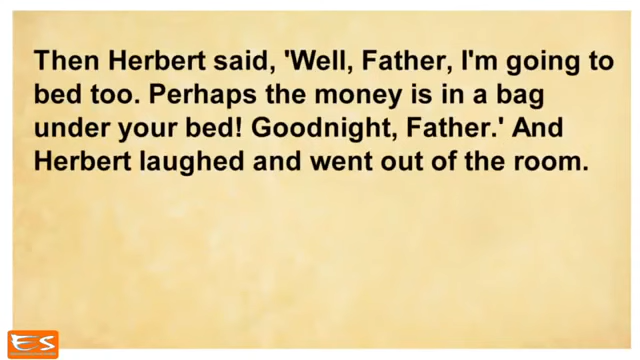 Then Herbert said, 'Well, Father, I'm going to
bed too. Perhaps the money is in a bag
under your bed! Goodnight, Father.' And
Herbert laughed and went out of the room.
ES